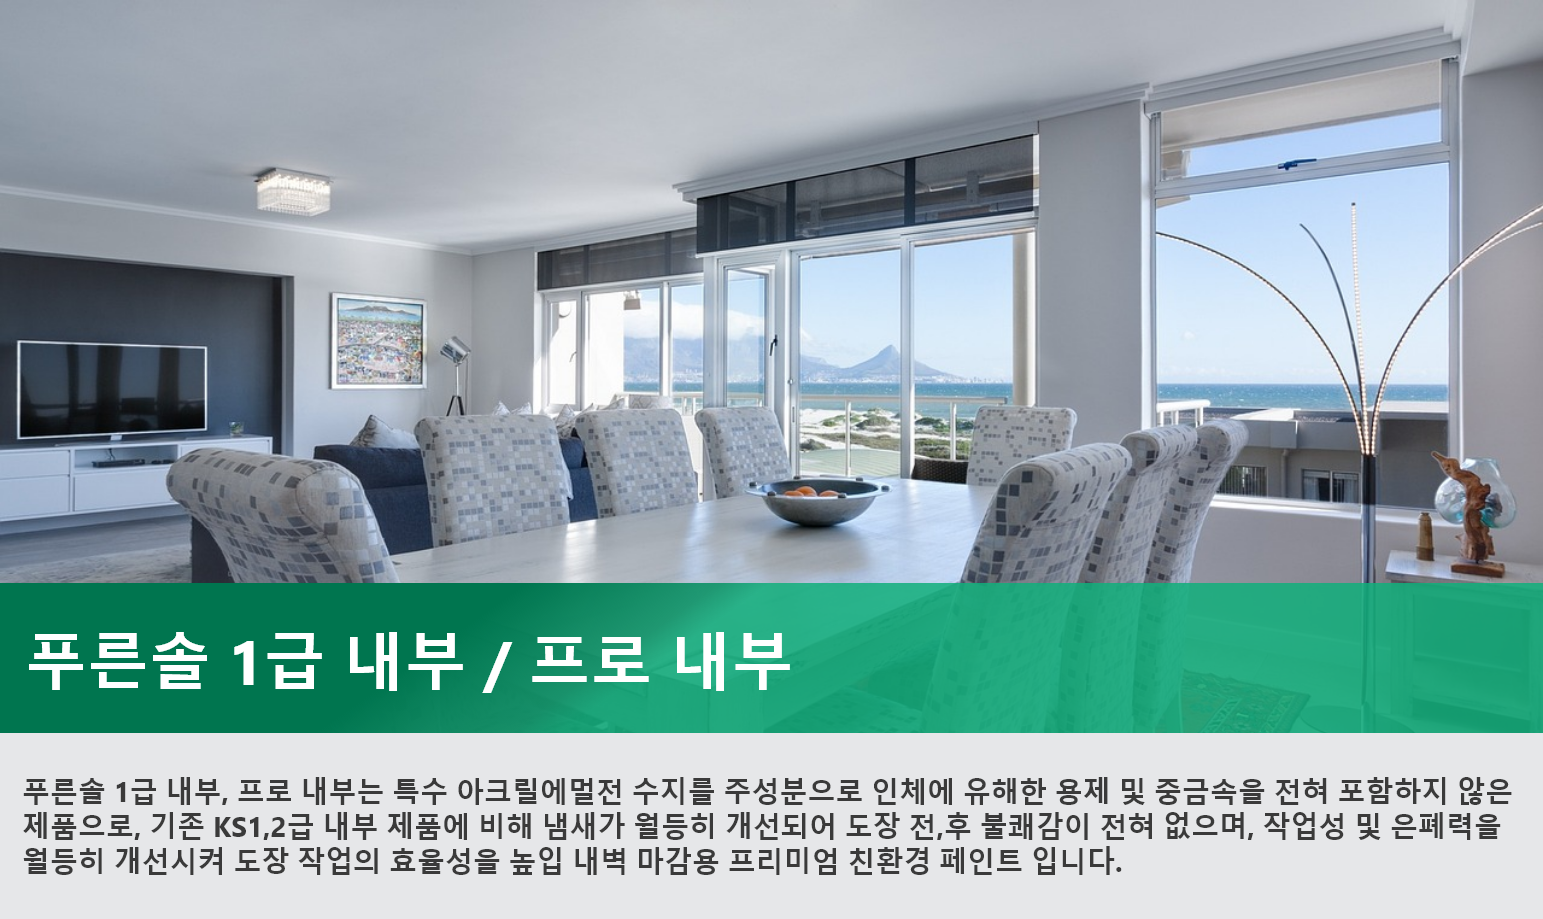 푸른솔 1급 내부 / 프로 내부
푸른솔 1급 내부, 프로 내부는 특수 아크릴에멀전 수지를 주성분으로 인체에 유해한 용제 및 중금속을 전혀 포함하지 않은
제품으로, 기존 KS1,2급 내부 제품에 비해 냄새가 월등히 개선되어 도장 전,후 불쾌감이 전혀 없으며, 작업성 및 은폐력을
월등히 개선시켜 도장 작업의 효율성을 높입 내벽 마감용 프리미엄 친환경 페인트 입니다.